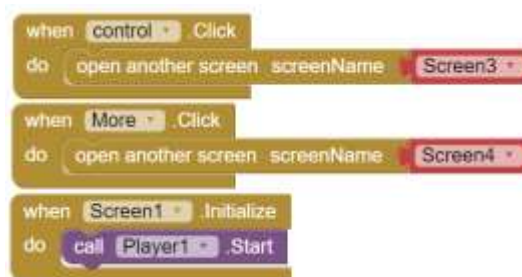 when control .Click
do open another screen screenName Screen3
when More .Click
do open another screen screenName Screen4
when Screen1 .Initialize
do call Player1 .Start